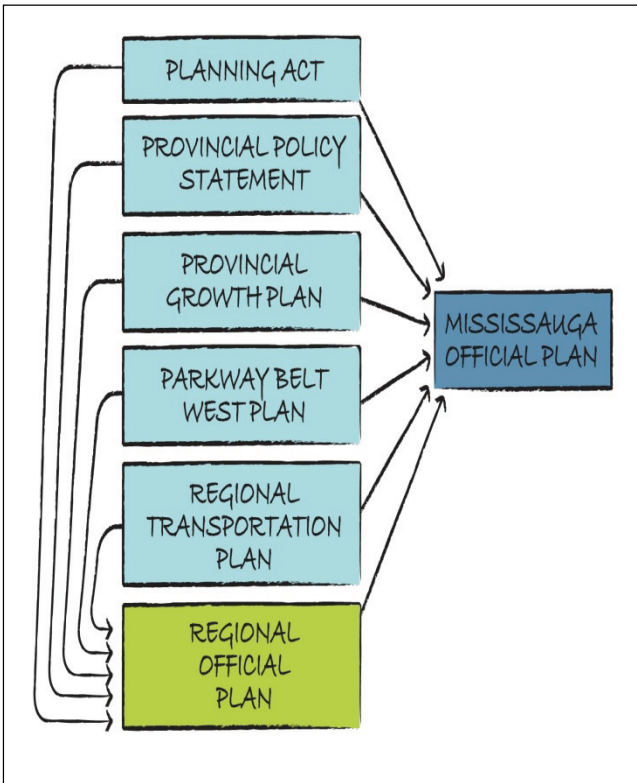 PLANNING ACT
PROVINCIAL POLICY
STATEMENT
PROVINCIAL
GROWTH PLAN
PARKWAY BELT
WEST PLAN
REGIONAL
TRANSPORTATION
PLAN
REGIONAL
OFFICIAL
PLAN
MISSISSAUGA
OFFICIAL PLAN